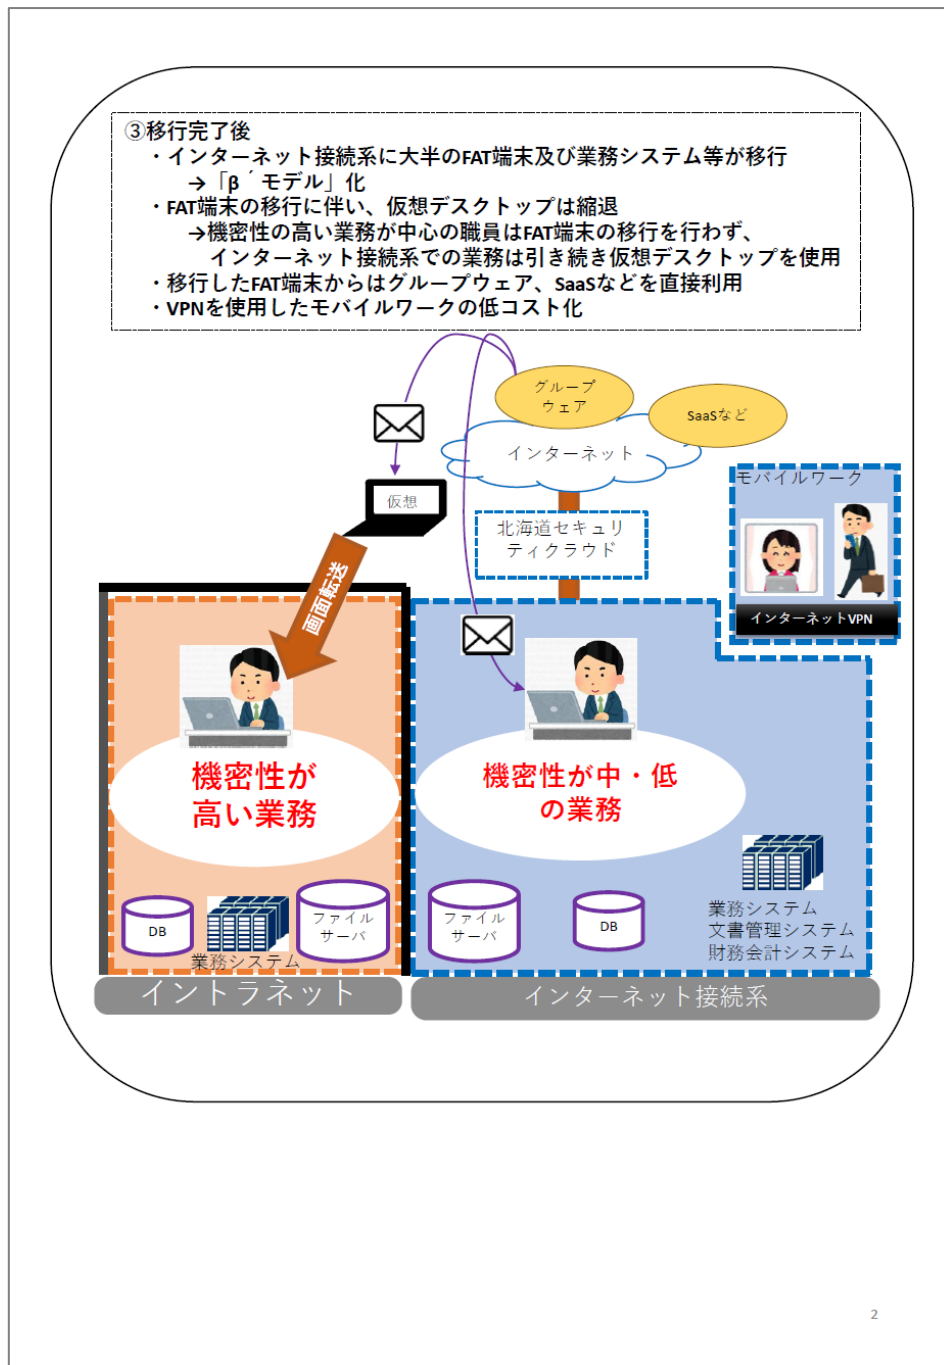 ③移行完了後
・インターネット接続系に大半のFAT端末及び業務システム等が移行
→「β´モデル」化
・FAT端末の移行に伴い、仮想デスクトップは縮退
→機密性の高い業務が中心の職員はFAT端末の移行を行わず、
インターネット接続系での業務は引き続き仮想デスクトップを使用
・移行したFAT端末からはグループウェア、SaaSなどを直接利用
・VPNを使用したモバイルワークの低コスト化
グループ
ウェア
SaaSなど
インターネット
モバイルワーク
仮想
北海道セキュリ
ティクラウド
画面転送
インターネットVPN
機密性が
高い業務
機密性が中・低
の業務
DB
業務システム
ファイル
サーバ
ファイル
サーバ
DB
業務システム
文書管理システム
財務会計システム
イントラネット
インターネット接続系
2